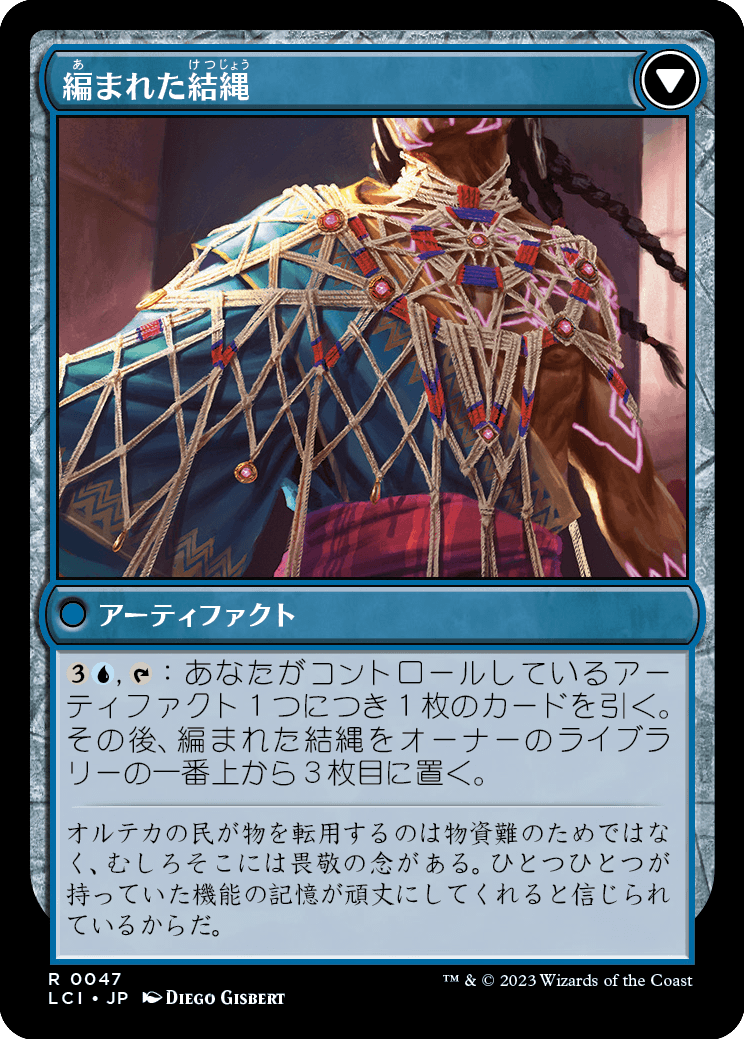 編まれた結縄
アーティファクト
3, : あなたがコントロールしているアー
ティファクト1つにつき1枚のカードを引く。
その後、編まれた結縄をオーナーのライブラ
リーの一番上から3枚目に置く。
オルテカの民が物を転用するのは物資難のためではな
く、むしろそこには畏敬の念がある。ひとつひとつが
持っていた機能の記憶が頑丈にしてくれると信じられ
ているからだ。
R 0047
LCI • JP Diego Gisbert
™ & © 2023 Wizards of the Coast